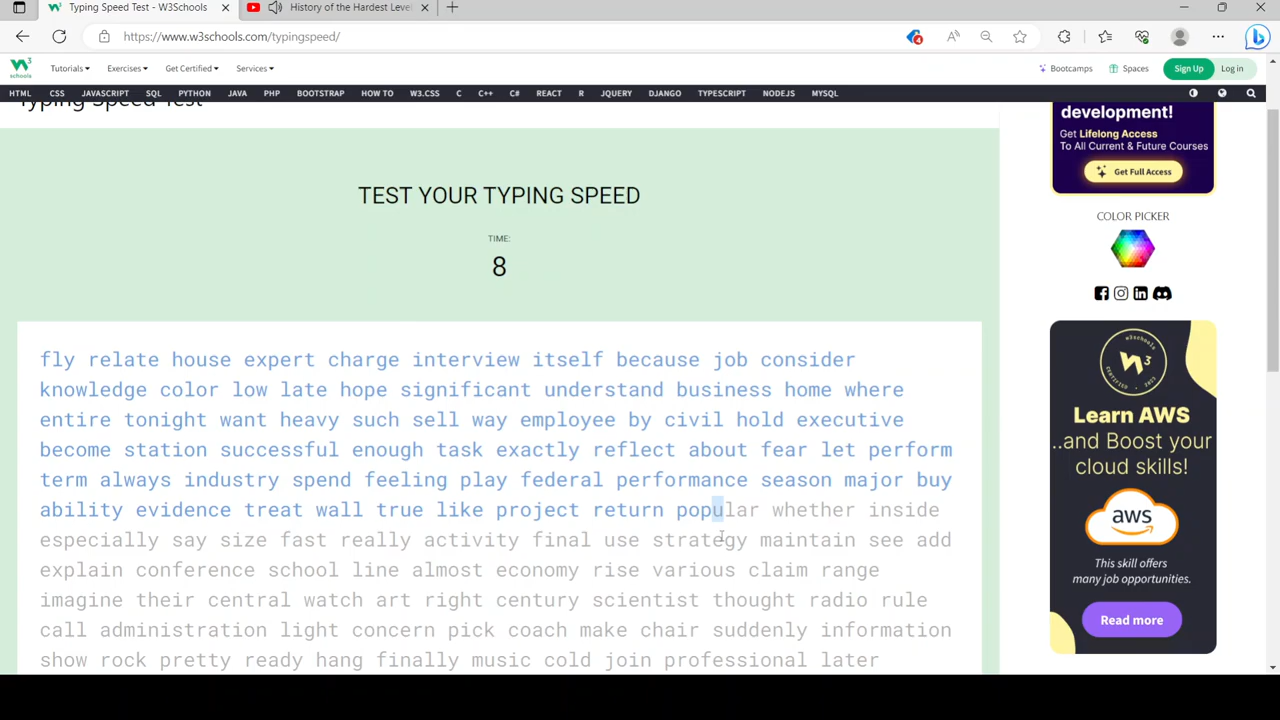 Typing Speed Test - W3Schools
History of the Hardest Level
https://www.w3schools.com/typingspeed/
4
W3
schools
Tutorials
Exercises
Get Certified
Services
Bootcamps
Spaces
Sign Up
Log in
HTML CSS JAVASCRIPT SQL PYTHON JAVA PHP BOOTSTRAP HOW TO W3.CSS C C++ C# REACT R JQUERY DJANGO TYPESCRIPT NODEJS MYSQL
Typing Speed Test
TEST YOUR TYPING SPEED
TIME:
8
fly relate house expert charge interview itself because job consider
knowledge color low late hope significant understand business home where
entire tonight want heavy such sell way employee by civil hold executive
become station successful enough task exactly reflect about fear let perform
term always industry spend feeling play federal performance season major buy
ability evidence treat wall true like project return popular whether inside
especially say size fast really activity final use strategy maintain see add
explain conference school line almost economy rise various claim range
imagine their central watch art right century scientist thought radio rule
call administration light concern pick coach make chair suddenly information
show rock pretty ready hang finally music cold join professional later
development!
Get Lifelong Access
To All Current & Future Courses
Get Full Access
COLOR PICKER
W3
Learn AWS
...and Boost your
cloud skills!
aws
This skill offers
many job opportunities.
Read more